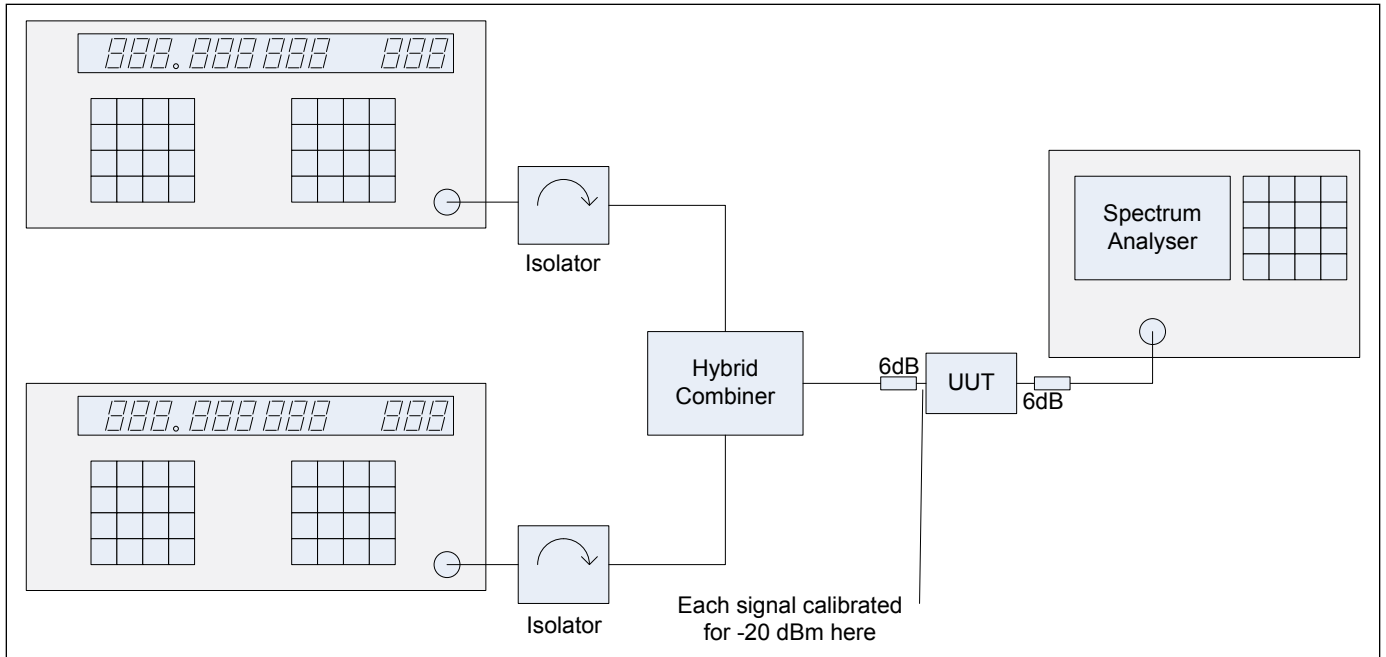 888.888888 888
Isolator
Spectrum
Analyser
Hybrid
Combiner
6dB
UUT
6dB
888.888888 888
Each signal calibrated
for -20 dBm here
Isolator